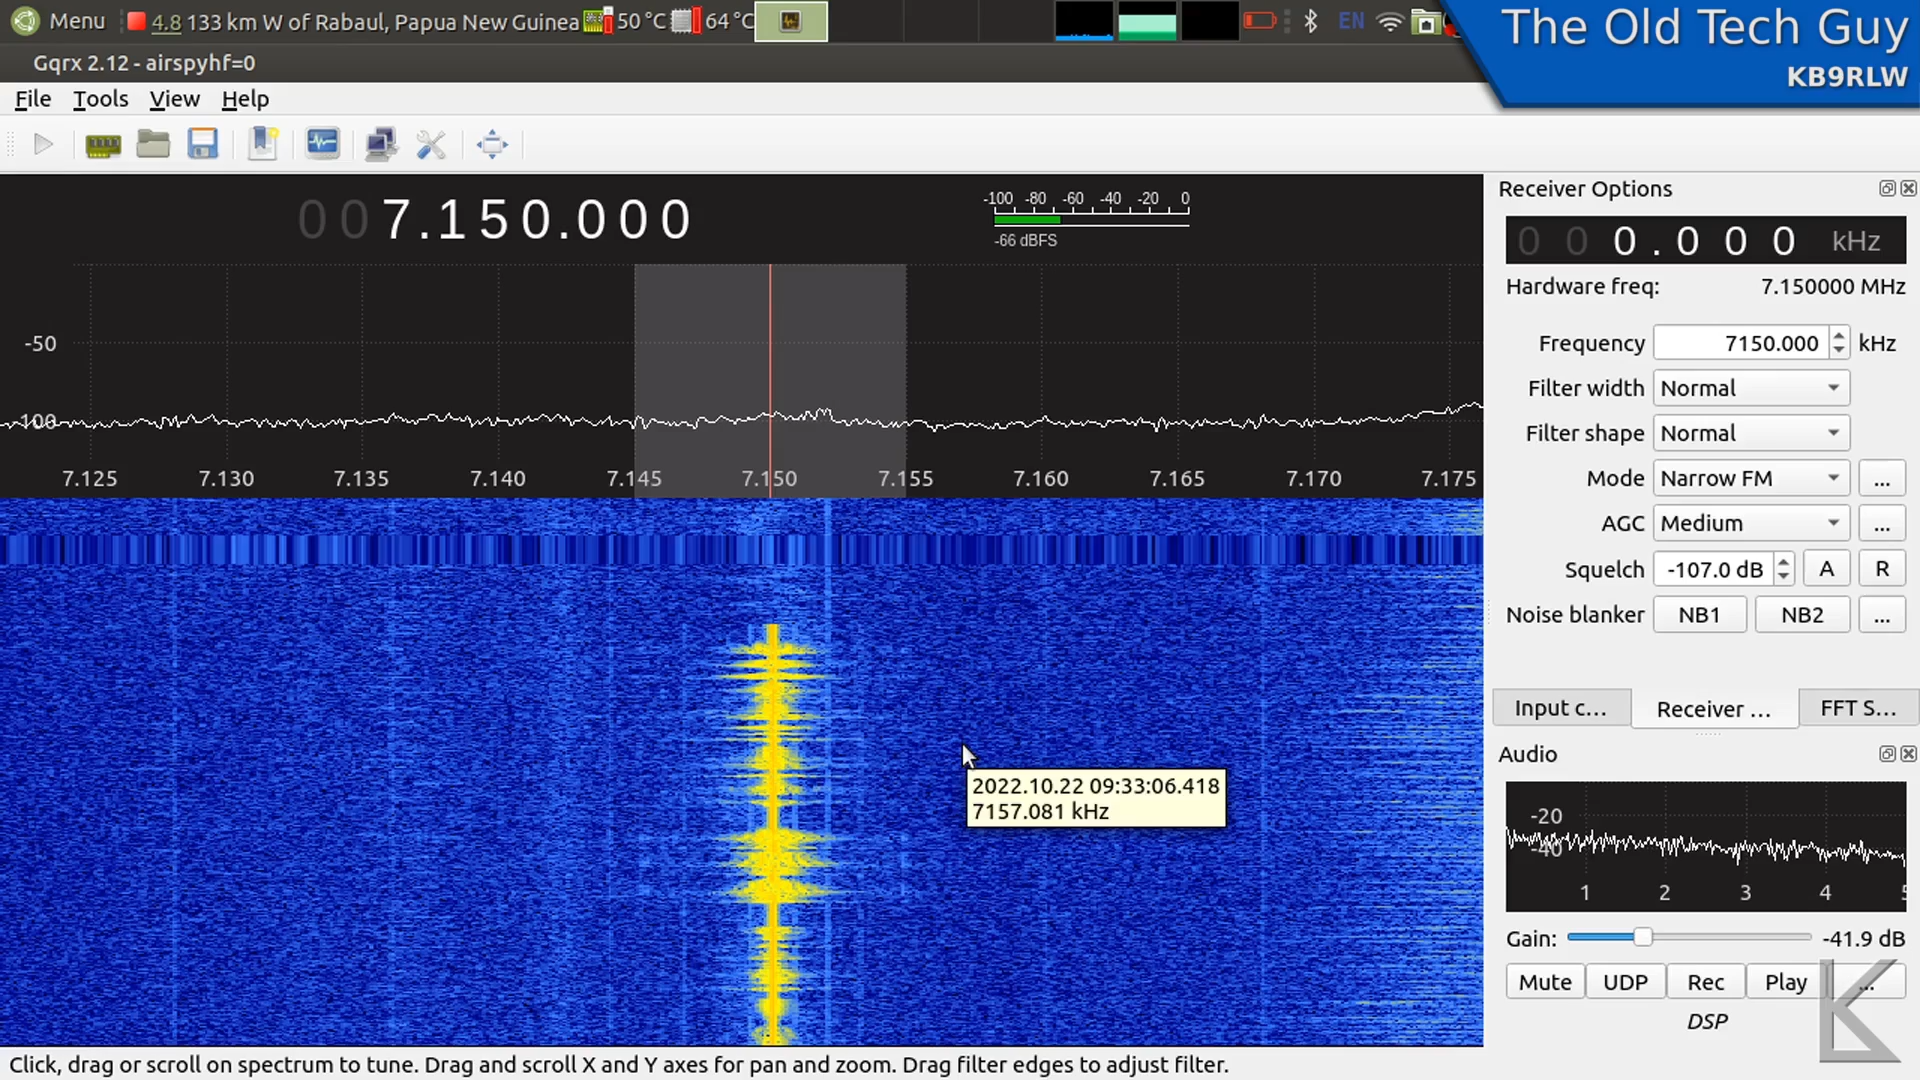 Menu 4.8 133 km W of Rabaul, Papua New Guinea 50 °C 64 °C EN
The Old Tech Guy
KB9RLW
Gqrx 2.12 - airspyhf=0
File Tools View Help
007.150.000
-100 -80 -60 -40 -20 0
-66 dBFS
-50
-100
7.125 7.130 7.135 7.140 7.145 7.150 7.155 7.160 7.165 7.170 7.175
2022.10.22 09:33:06.418
7157.081 kHz
Receiver Options
000.000 kHz
Hardware freq: 7.150000 MHz
Frequency 7150.000 kHz
Filter width Normal
Filter shape Normal
Mode Narrow FM ...
AGC Medium ...
Squelch -107.0 dB A R
Noise blanker NB1 NB2 ...
Input c... Receiver ... FFT S...
Audio
-20
-40
1 2 3 4 5
Gain: -41.9 dB
Mute UDP Rec Play ...
DSP
K
Click, drag or scroll on spectrum to tune. Drag and scroll X and Y axes for pan and zoom. Drag filter edges to adjust filter.